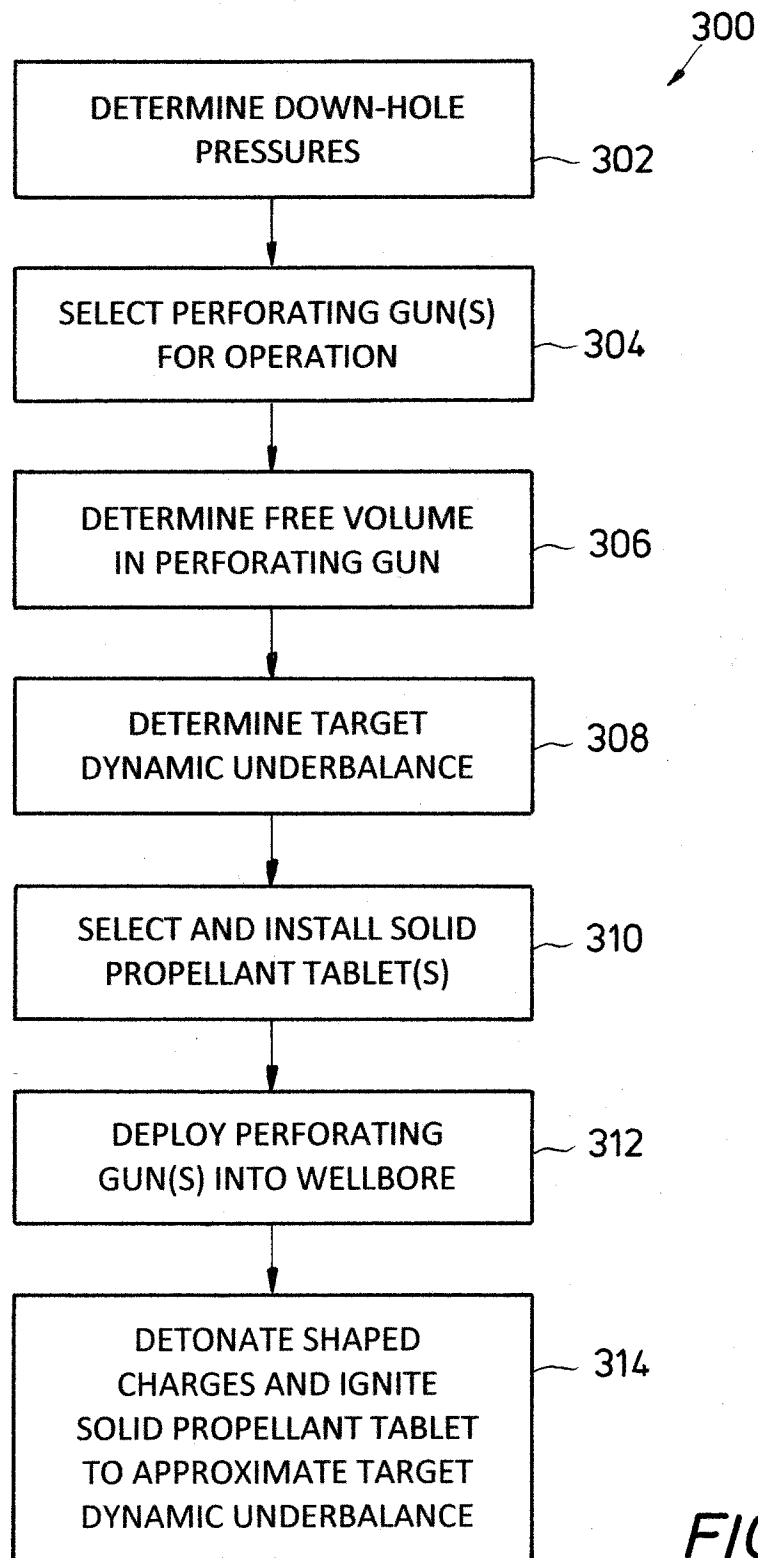 300
DETERMINE DOWN-HOLE
PRESSURES
302
SELECT PERFORATING GUN(S)
FOR OPERATION
304
DETERMINE FREE VOLUME
IN PERFORATING GUN
306
DETERMINE TARGET
DYNAMIC UNDERBALANCE
308
SELECT AND INSTALL SOLID
PROPELLANT TABLET(S)
310
DEPLOY PERFORATING
GUN(S) INTO WELLBORE
312
DETONATE SHAPED
CHARGES AND IGNITE
SOLID PROPELLANT TABLET
TO APPROXIMATE TARGET
DYNAMIC UNDERBALANCE
314
FIG